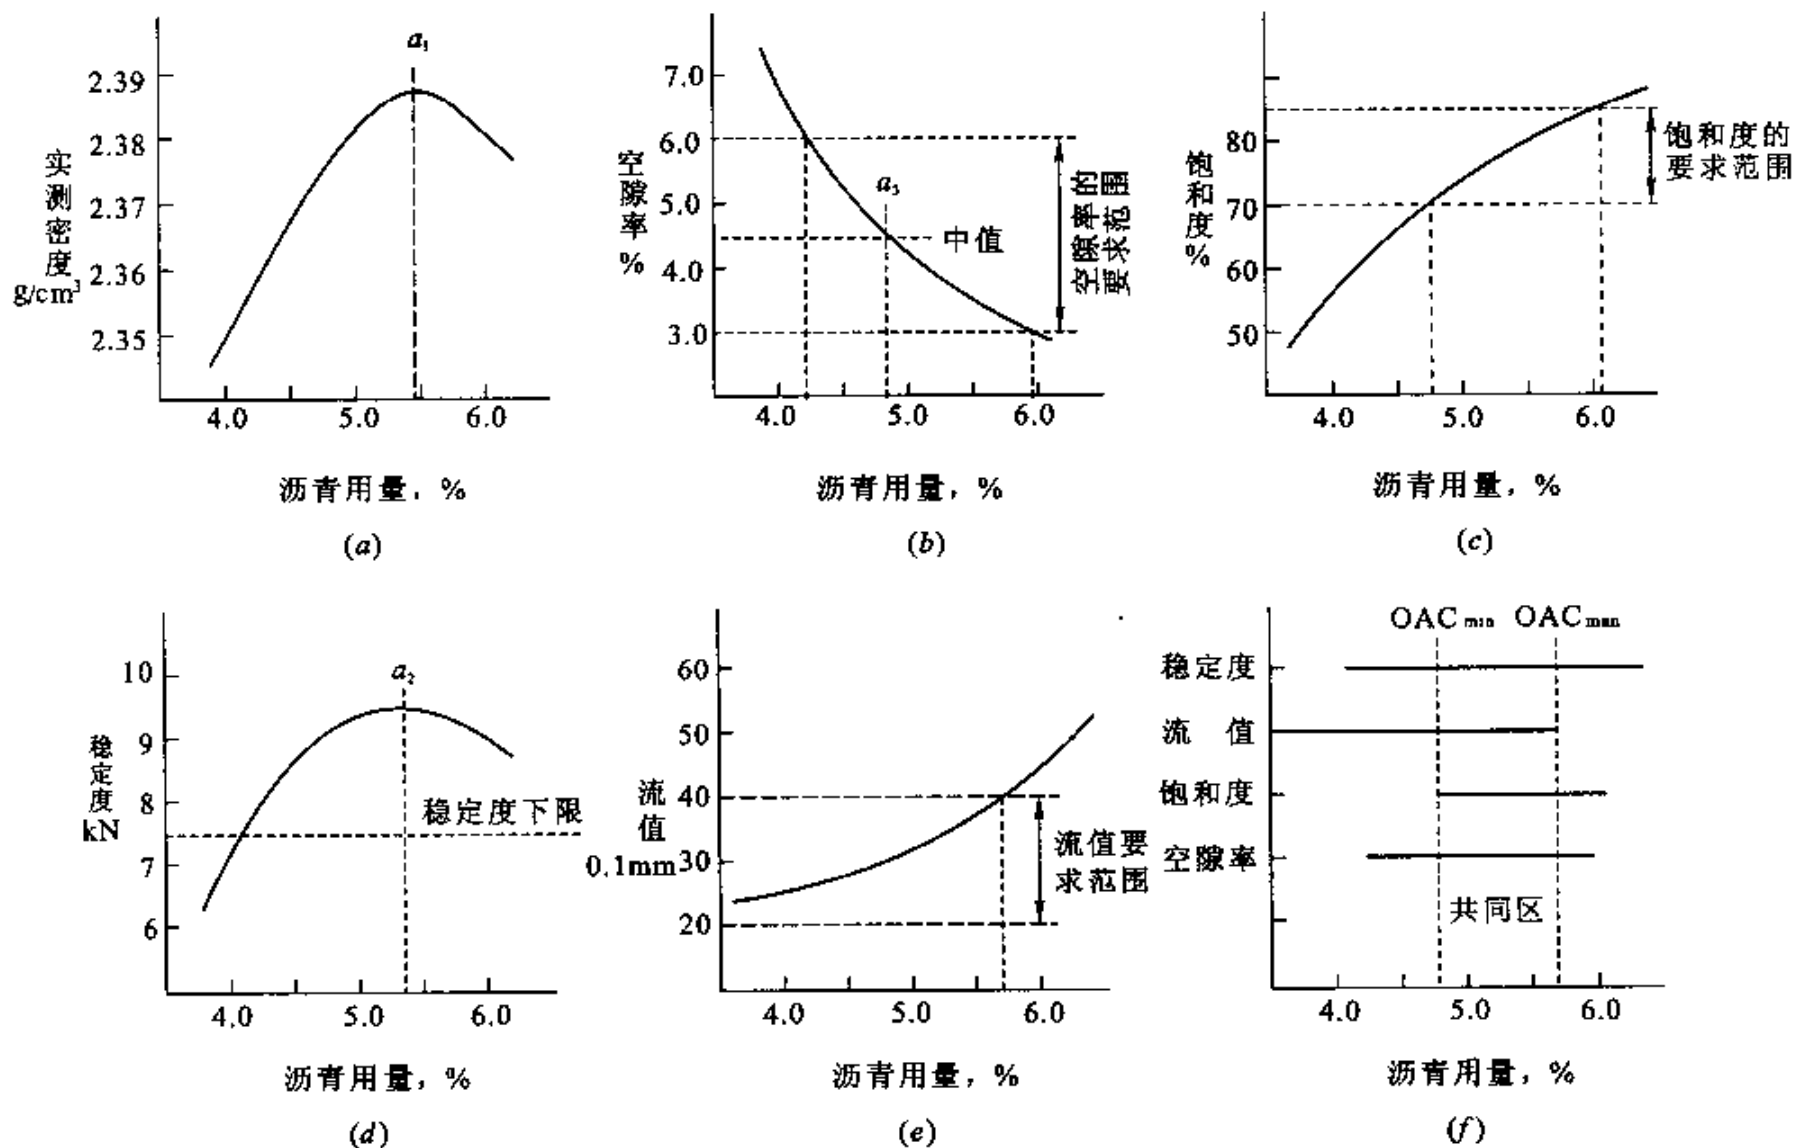 a₁
2.39
2.38
2.37
2.36
2.35
实测密度
g/cm³
4.0 5.0 6.0
沥青用量，%
(a)
7.0
6.0
5.0
4.0
3.0
空隙率
%
a₃
中值
空隙率的
要求范围
4.0 5.0 6.0
沥青用量，%
(b)
80
70
60
50
饱和度
%
饱和度的
要求范围
4.0 5.0 6.0
沥青用量，%
(c)
10
9
8
7
6
稳定度
kN
a₂
稳定度下限
4.0 5.0 6.0
沥青用量，%
(d)
60
50
40
30
20
流值
0.1mm
流值要
求范围
4.0 5.0 6.0
沥青用量，%
(e)
OACmin OACmax
稳定度
流 值
饱和度
空隙率
共同区
4.0 5.0 6.0
沥青用量，%
(f)